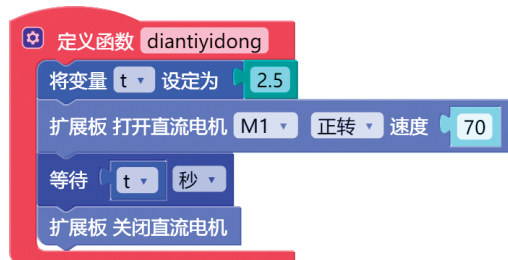 定义函数 diantiyidong
将变量 t 设定为 2.5
扩展板 打开直流电机 M1 正转 速度 70
等待 t 秒
扩展板 关闭直流电机